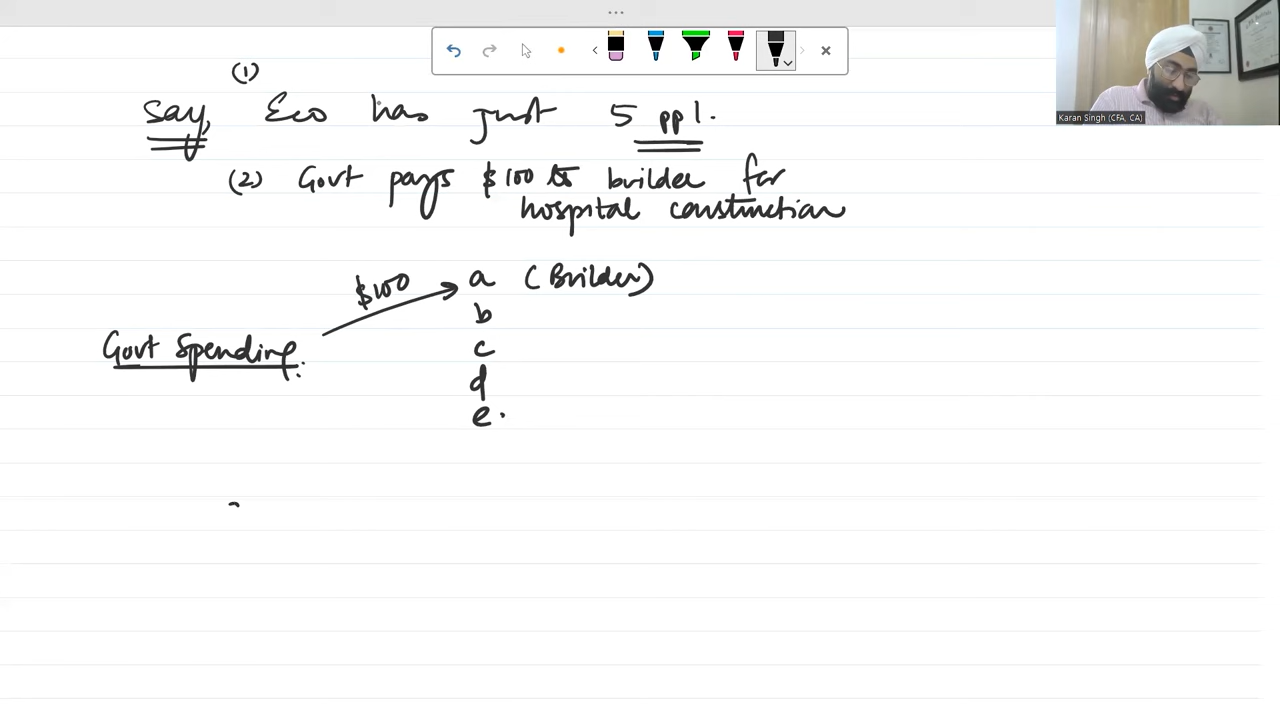 (1)
Say, Eco has just 5 ppl.
(2) Govt pays $100 to builder for
hospital construction
$100
a (Builder)
b
Govt Spending:
c
d
e.
Karan Singh (CFA, CA)